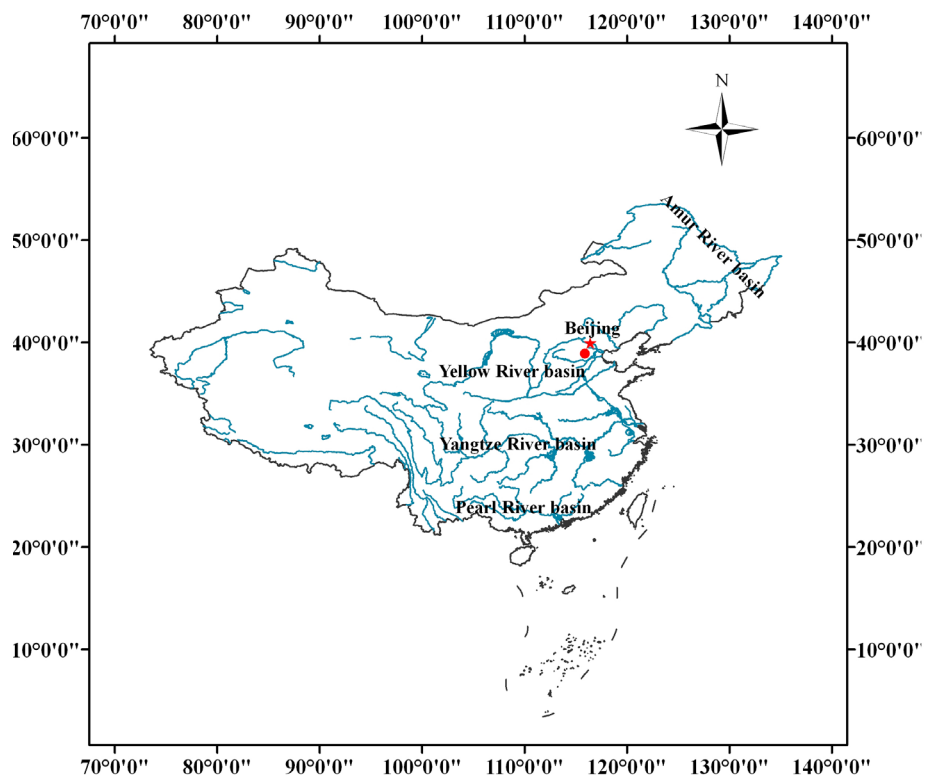 70°0'0" 80°0'0" 90°0'0" 100°0'0" 110°0'0" 120°0'0" 130°0'0" 140°0'0"
N
60°0'0" 60°0'0"
Amur River basin
50°0'0" 50°0'0"
Beijing
40°0'0" 40°0'0"
Yellow River basin
30°0'0" Yangtze River basin 30°0'0"
Pearl River basin
20°0'0" 20°0'0"
10°0'0" 10°0'0"
70°0'0" 80°0'0" 90°0'0" 100°0'0" 110°0'0" 120°0'0" 130°0'0" 140°0'0"